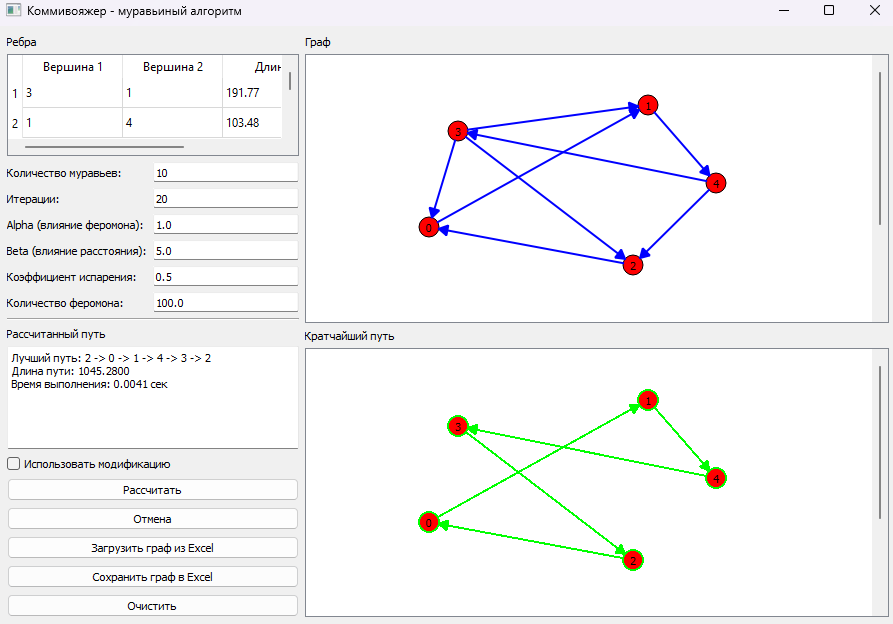 Коммивояжер - муравьиный алгоритм
Ребра
Вершина 1 Вершина 2 Длин
1 3 1 191.77
2 1 4 103.48
Количество муравьев: 10
Итерации: 20
Alpha (влияние феромона): 1.0
Beta (влияние расстояния): 5.0
Коэффициент испарения: 0.5
Количество феромона: 100.0
Рассчитанный путь
Лучший путь: 2 -> 0 -> 1 -> 4 -> 3 -> 2
Длина пути: 1045.2800
Время выполнения: 0.0041 сек
Использовать модификацию
Рассчитать
Отмена
Загрузить граф из Excel
Сохранить граф в Excel
Очистить
Граф
1
3
4
0
2
Кратчайший путь
1
3
4
0
2